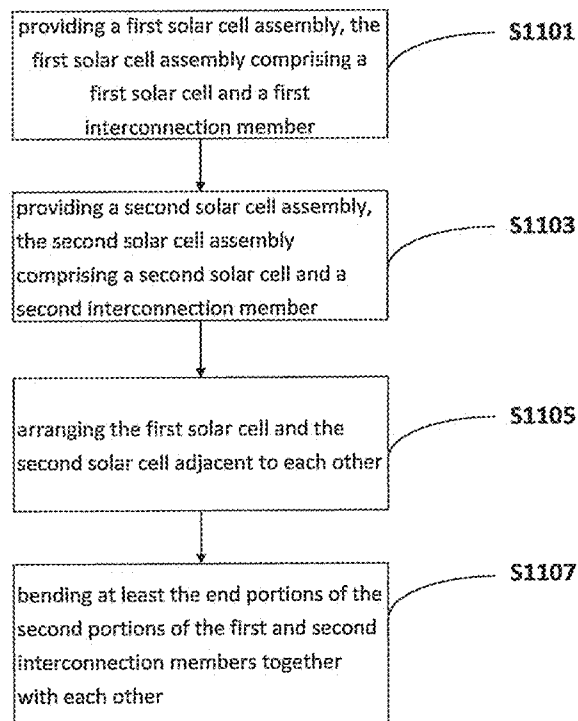 providing a first solar cell assembly, the
first solar cell assembly comprising a
first solar cell and a first
interconnection member
S1101
providing a second solar cell assembly,
the second solar cell assembly
comprising a second solar cell and a
second interconnection member
S1103
arranging the first solar cell and the
second solar cell adjacent to each other
S1105
bending at least the end portions of the
second portions of the first and second
interconnection members together
with each other
S1107